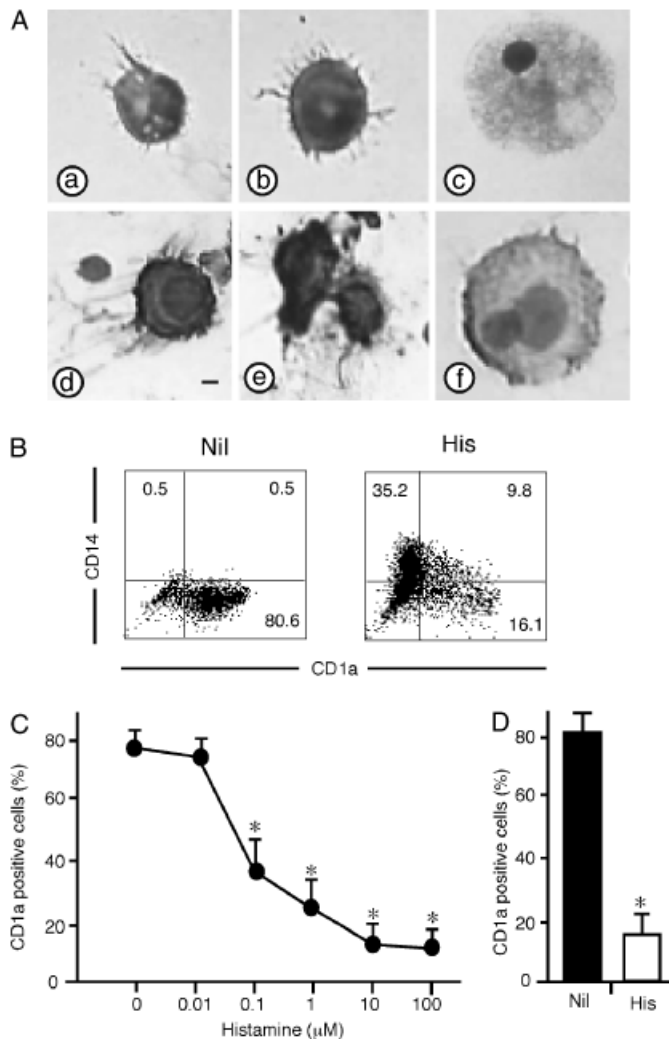 A
a
b
c
d
e
f
B
Nil
His
CD14
0.5 0.5
80.6
35.2 9.8
16.1
CD1a
C
CD1a positive cells (%)
80
60
40
20
0
*
*
*
*
0 0.01 0.1 1 10 100
Histamine (μM)
D
CD1a positive cells (%)
80
60
40
20
0
*
Nil His